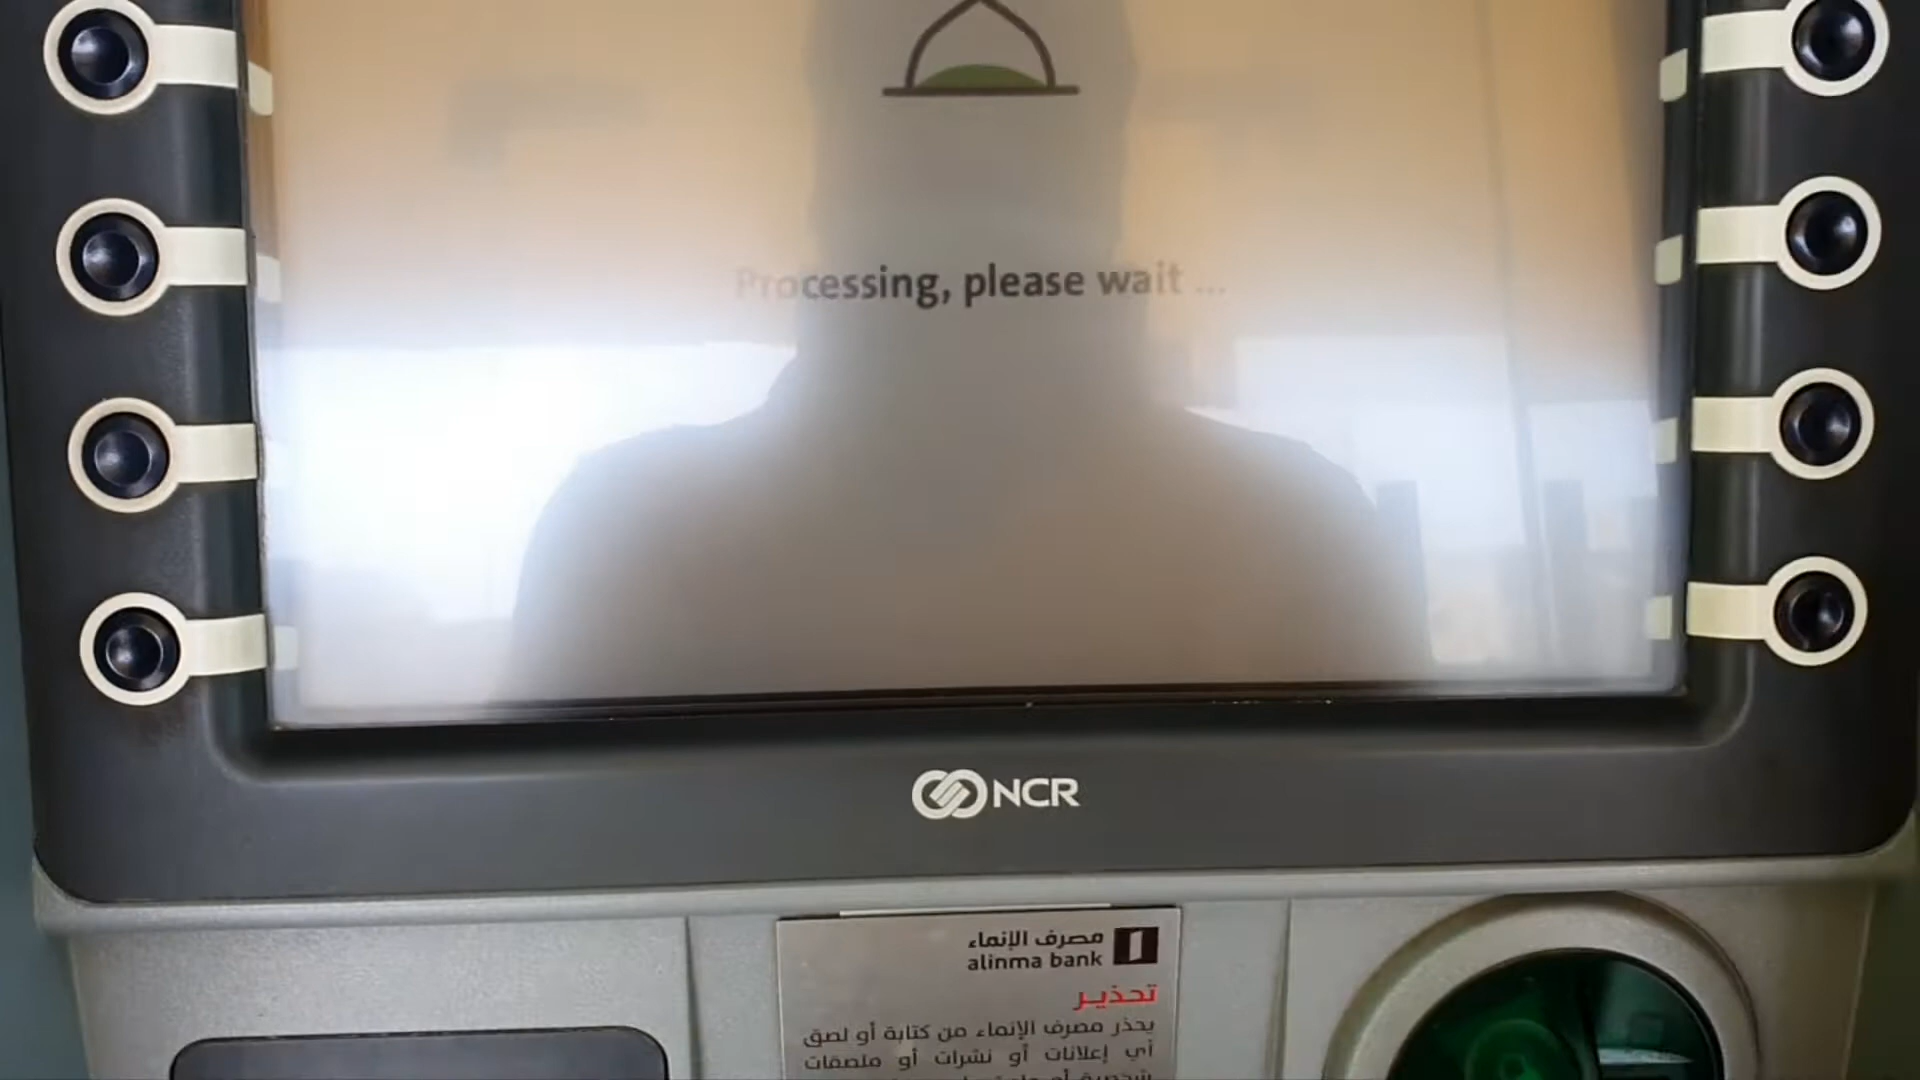 Processing, please wait ...
NCR
مصرف الإنماء
alinma bank
تحذيـر
يحذر مصرف الإنماء من كتابة أو لصق
أي إعلانات أو نشرات أو ملصقات